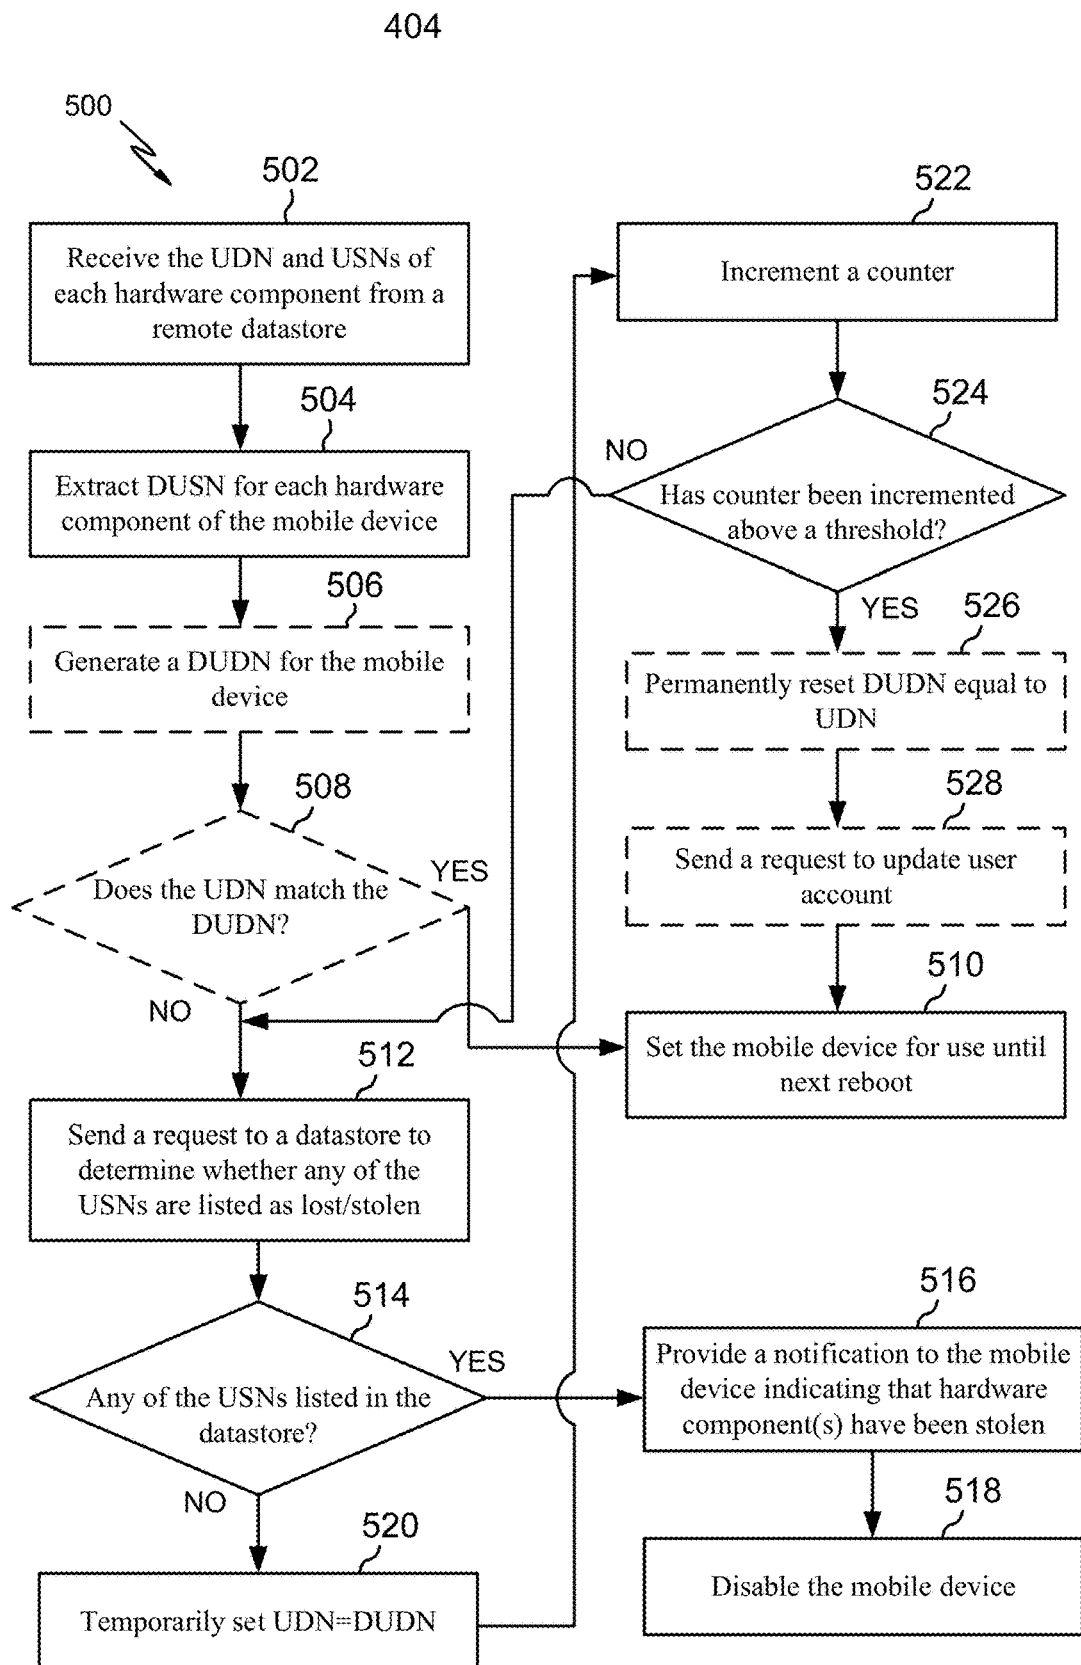 404
500
502
Receive the UDN and USNs of
each hardware component from a
remote datastore
504
Extract DUSN for each hardware
component of the mobile device
506
Generate a DUDN for the mobile
device
508
Does the UDN match the
DUDN?
YES
NO
512
Send a request to a datastore to
determine whether any of the
USNs are listed as lost/stolen
514
Any of the USNs listed in the
datastore?
YES
NO
520
Temporarily set UDN=DUDN
522
Increment a counter
524
Has counter been incremented
above a threshold?
NO
YES
526
Permanently reset DUDN equal to
UDN
528
Send a request to update user
account
510
Set the mobile device for use until
next reboot
516
Provide a notification to the mobile
device indicating that hardware
component(s) have been stolen
518
Disable the mobile device